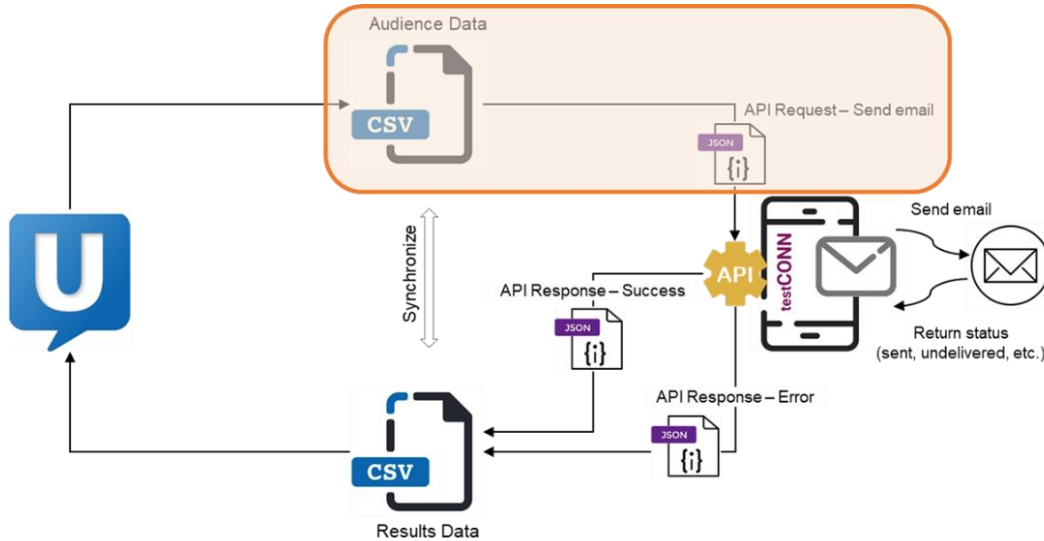 Audience Data
CSV
API Request – Send email
JSON
{i}
U
Synchronize
API
testCONN
Send email
Return status
(sent, undelivered, etc.)
API Response – Success
JSON
{i}
API Response – Error
JSON
{i}
CSV
Results Data